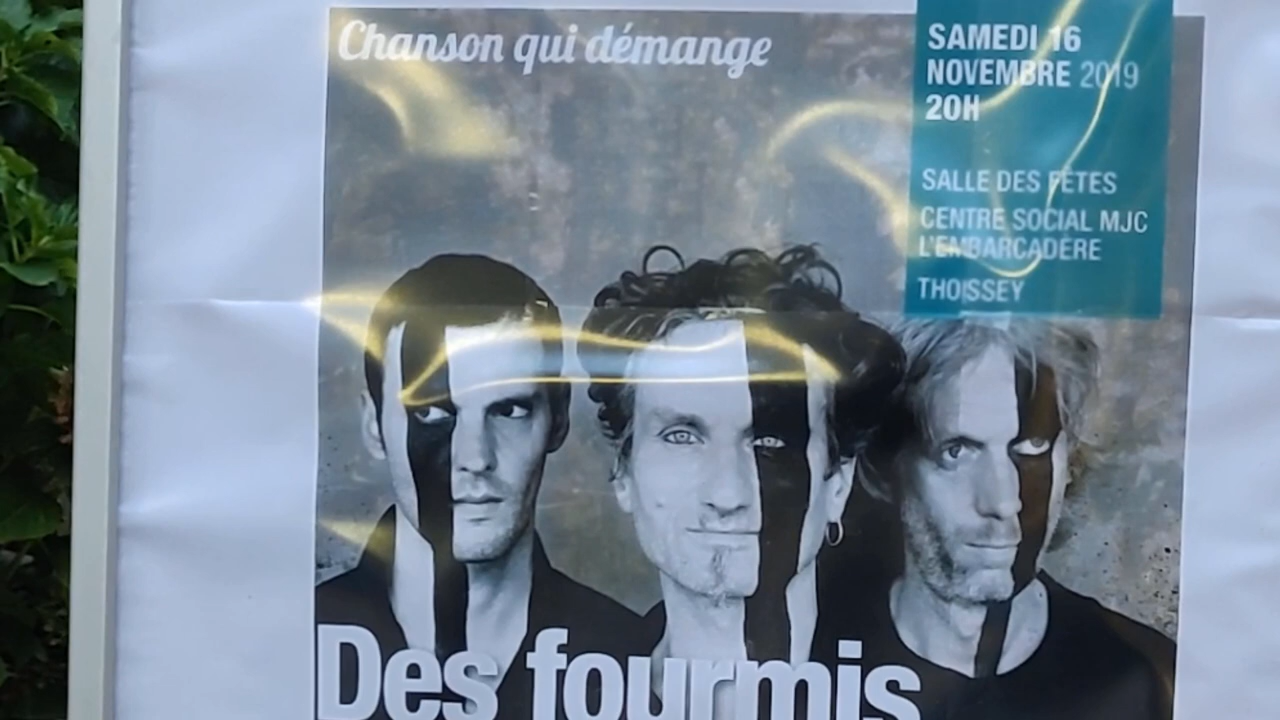 Chanson qui démange
SAMEDI 16
NOVEMBRE 2019
20H
SALLE DES FÊTES
CENTRE SOCIAL MJC
L'EMBARCADÈRE
THOISSEY
Des fourmis